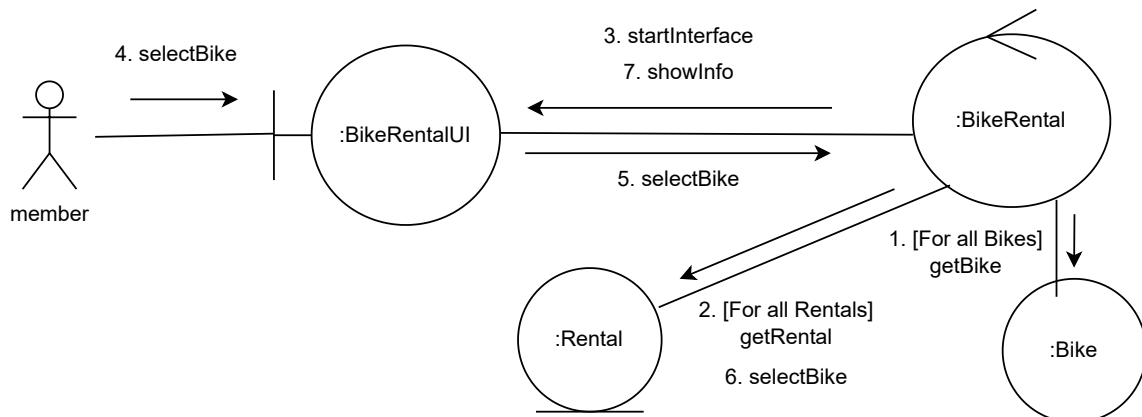 4. selectBike
3. startInterface
7. showInfo
:BikeRentalUI
:BikeRental
5. selectBike
member
1. [For all Bikes]
getBike
2. [For all Rentals]
getRental
:Rental
:Bike
6. selectBike